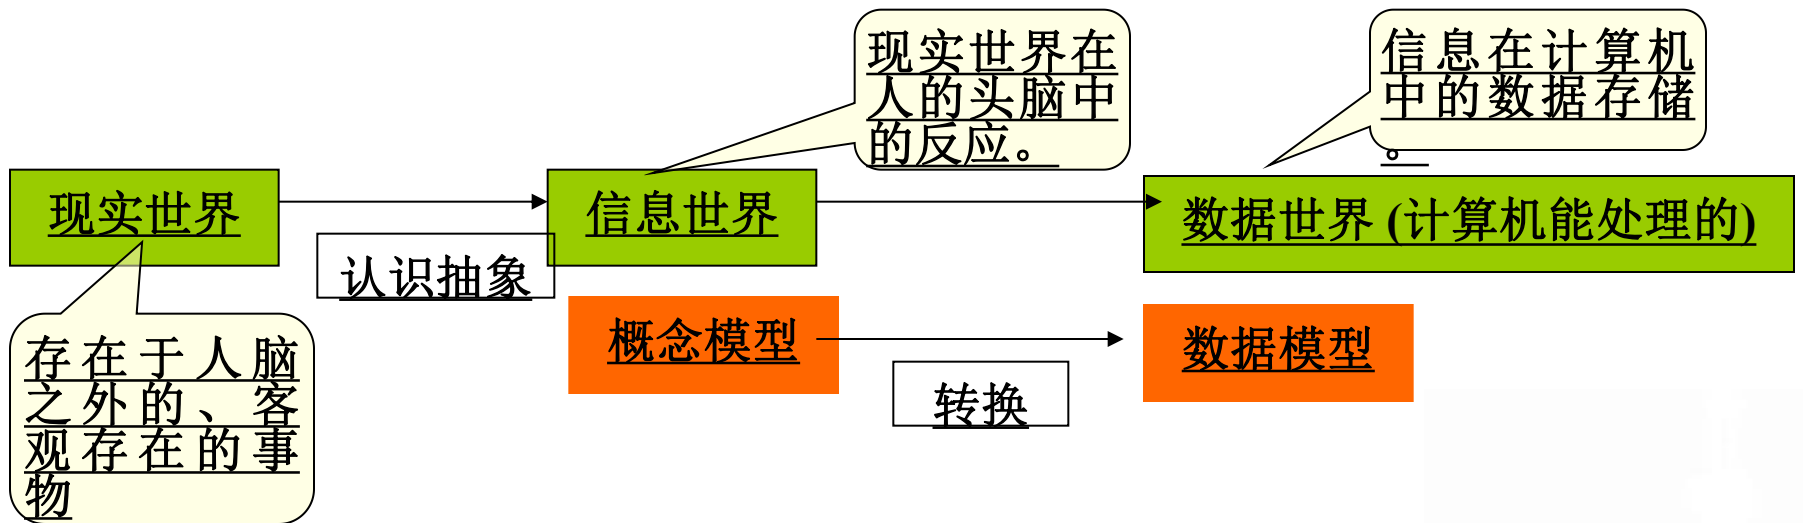 现实世界在
人的头脑中
的反应。
信息在计算机
中的数据存储
。
现实世界
信息世界
数据世界(计算机能处理的)
认识抽象
概念模型
数据模型
转换
存在于人脑
之外的、客
观存在的事
物